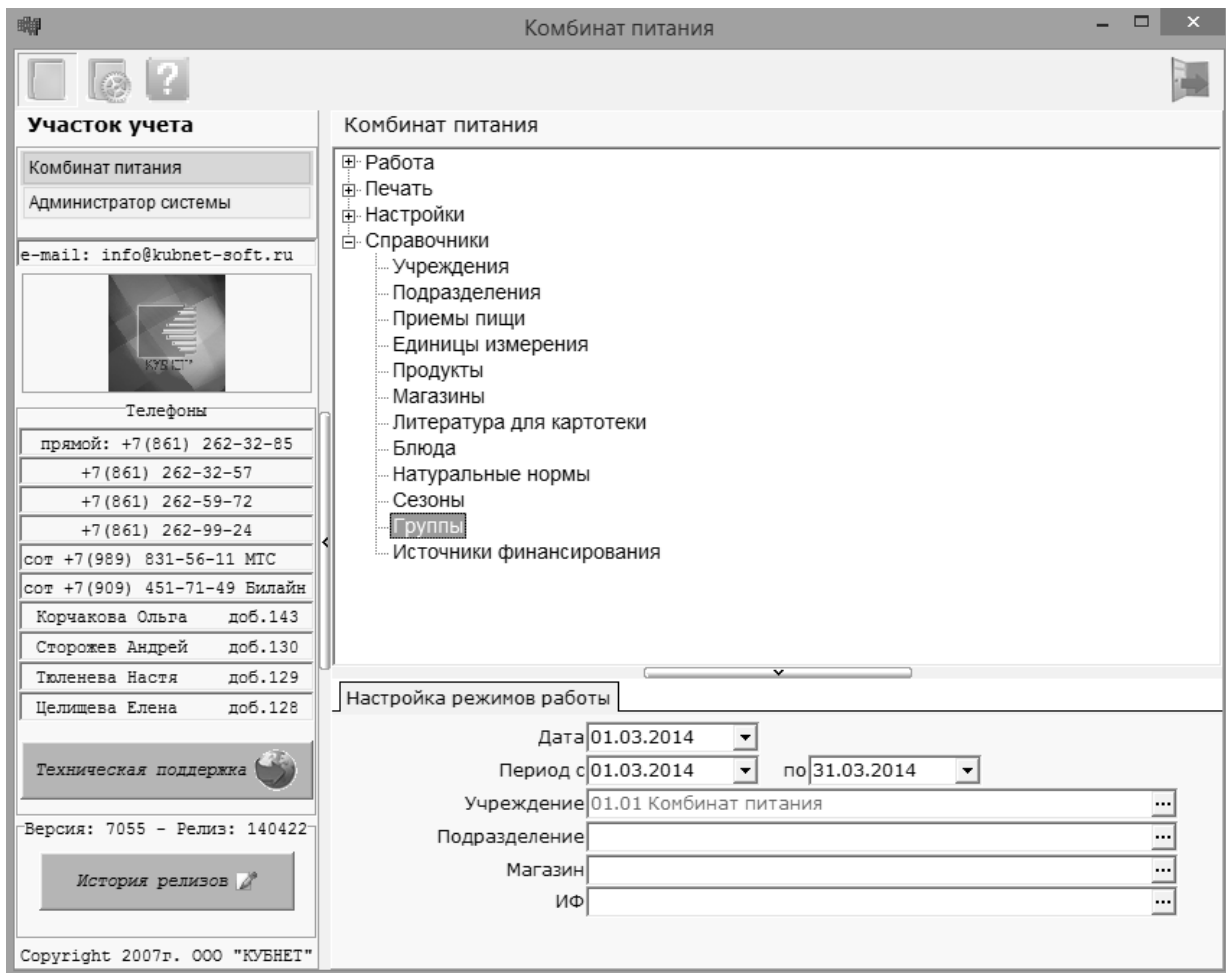 Комбинат питания
Участок учета
Комбинат питания
Администратор системы
e-mail: info@kubnet-soft.ru
КУБНЕТ
Телефоны
прямой: +7(861) 262-32-85
+7(861) 262-32-57
+7(861) 262-59-72
+7(861) 262-99-24
сот +7(989) 831-56-11 МТС
сот +7(909) 451-71-49 Билайн
Корчакова Ольга доб.143
Сторожев Андрей доб.130
Тюленева Настя доб.129
Целищева Елена доб.128
Техническая поддержка
Версия: 7055 - Релиз: 140422
История релизов
Copyright 2007г. ООО "КУБНЕТ"
Комбинат питания
Работа
Печать
Настройки
Справочники
Учреждения
Подразделения
Приемы пищи
Единицы измерения
Продукты
Магазины
Литература для картотеки
Блюда
Натуральные нормы
Сезоны
Группы
Источники финансирования
Настройка режимов работы
Дата 01.03.2014
Период с 01.03.2014 по 31.03.2014
Учреждение 01.01 Комбинат питания
Подразделение
Магазин
ИФ